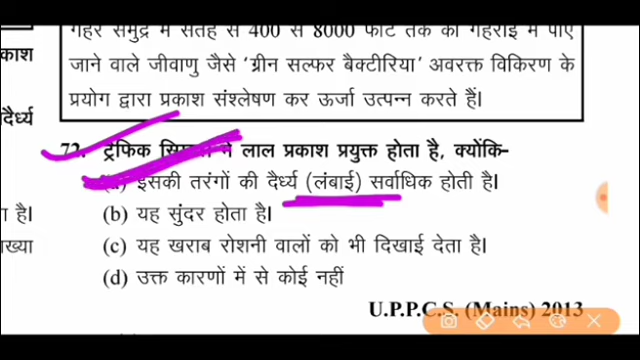 गहरे समुद्र में सतह से 400 से 8000 फीट तक की गहराई में पाए
जाने वाले जीवाणु जैसे 'ग्रीन सल्फर बैक्टीरिया' अवरक्त विकिरण के
प्रयोग द्वारा प्रकाश संश्लेषण कर ऊर्जा उत्पन्न करते हैं।
काश
दैर्ध्य
ता है।
ाख्या
72. ट्रैफिक में लाल प्रकाश प्रयुक्त होता है, क्योंकि–
(a) इसकी तरंगों की दैर्ध्य (लंबाई) सर्वाधिक होती है।
(b) यह सुंदर होता है।
(c) यह खराब रोशनी वालों को भी दिखाई देता है।
(d) उक्त कारणों में से कोई नहीं
U.P.P.C.S. (Mains) 2013